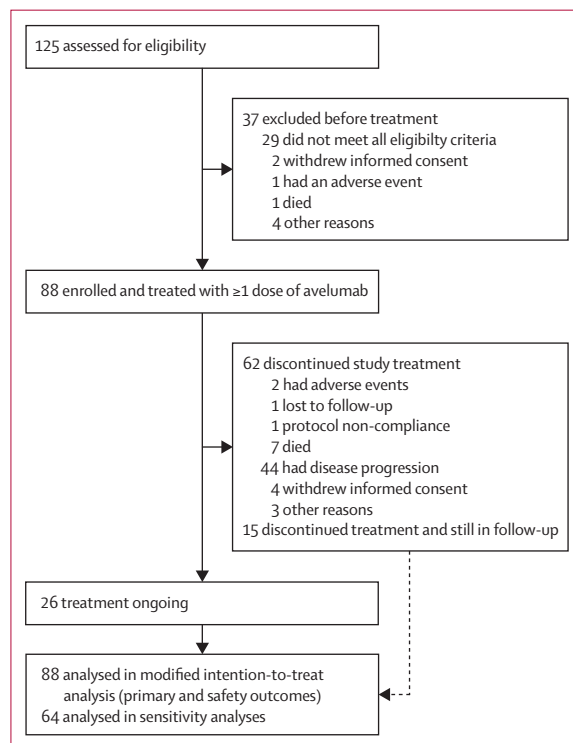 125 assessed for eligibility
37 excluded before treatment
29 did not meet all eligibilty criteria
2 withdrew informed consent
1 had an adverse event
1 died
4 other reasons
88 enrolled and treated with ≥1 dose of avelumab
62 discontinued study treatment
2 had adverse events
1 lost to follow-up
1 protocol non-compliance
7 died
44 had disease progression
4 withdrew informed consent
3 other reasons
15 discontinued treatment and still in follow-up
26 treatment ongoing
88 analysed in modified intention-to-treat
analysis (primary and safety outcomes)
64 analysed in sensitivity analyses